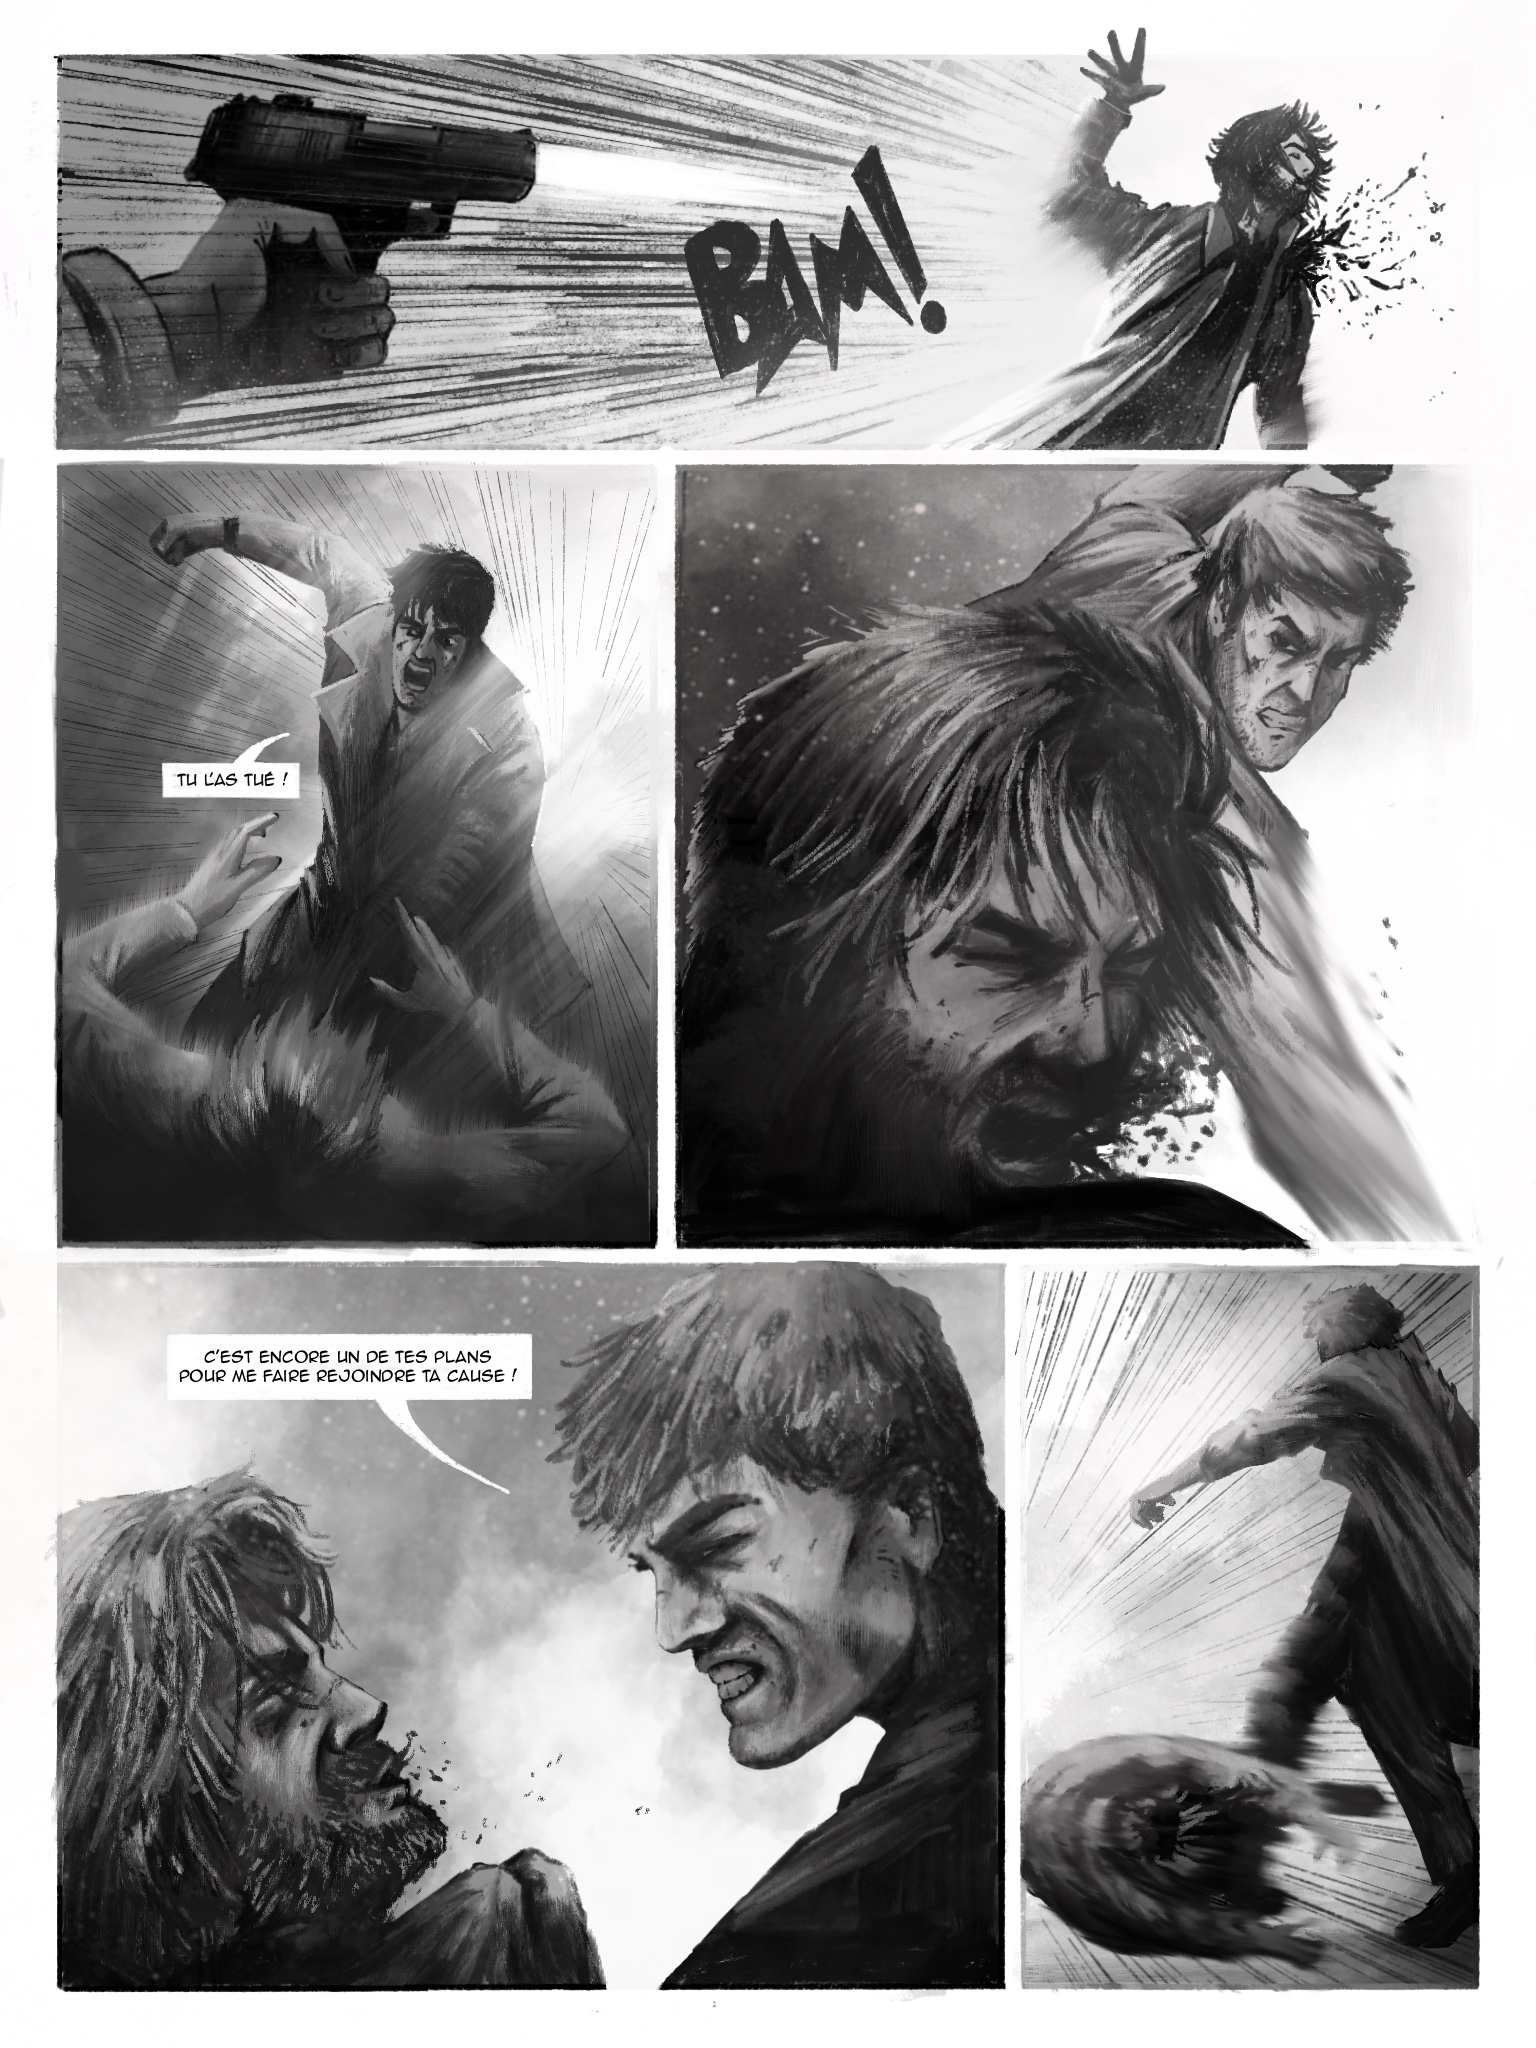 BAM!
TU L'AS TUÉ !
C'EST ENCORE UN DE TES PLANS
POUR ME FAIRE REJOINDRE TA CAUSE !